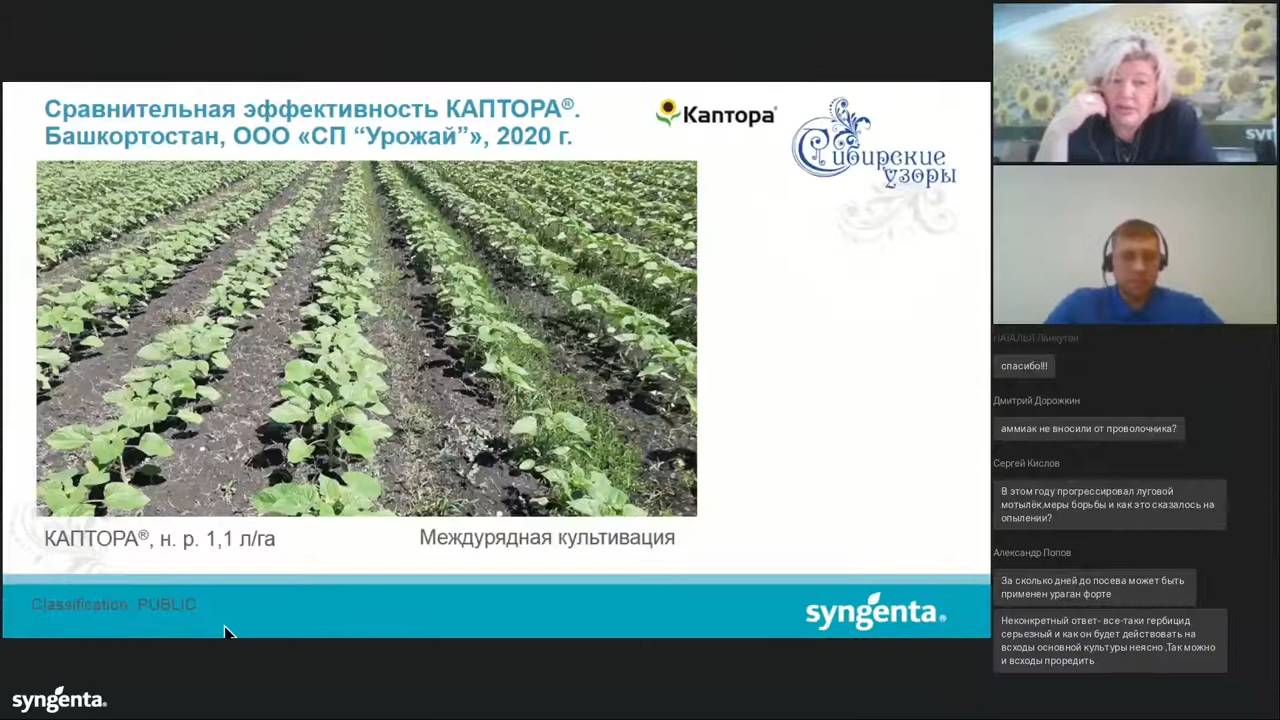 Сравнительная эффективность КАПТОРА®.
Башкортостан, ООО «СП “Урожай”», 2020 г.
Каптора®
Сибирские
узоры
КАПТОРА®, н. р. 1,1 л/га
Междурядная культивация
Classification: PUBLIC
syngenta®
syngenta®
syn
спасибо!!!
Дмитрий Дорожкин
аммиак не вносили от проволочника?
Сергей Кислов
В этом году прогрессировал луговой
мотылёк,меры борьбы и как это сказалось на
опылении?
Александр Попов
За сколько дней до посева может быть
применен ураган форте
Неконкретный ответ- все-таки гербицид
серьезный и как он будет действовать на
всходы основной культуры неясно ,Так можно
и всходы проредить